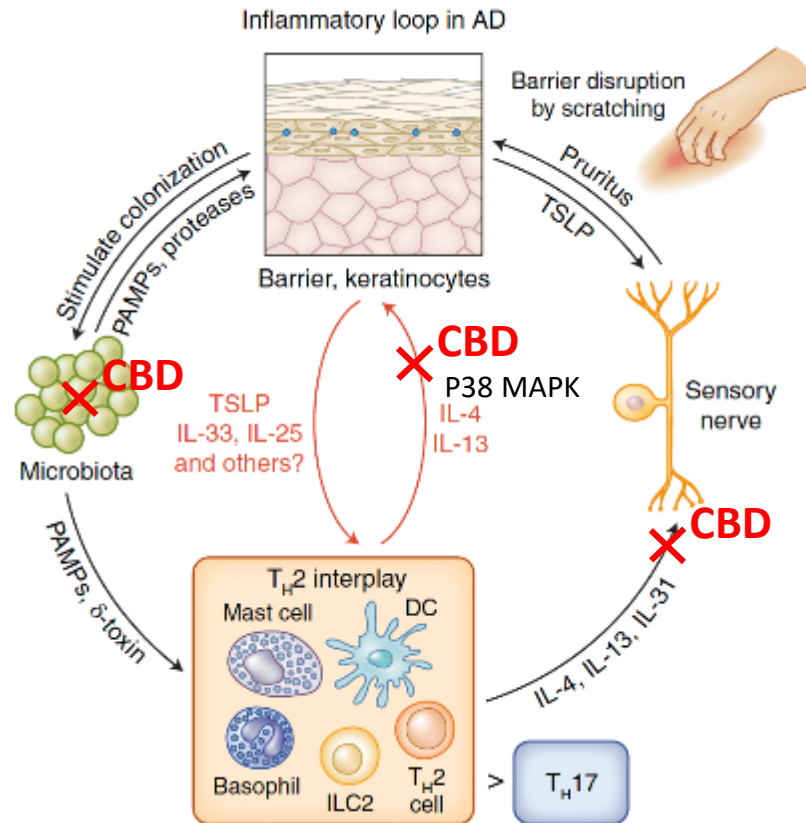 Inflammatory loop in AD
Barrier disruption
by scratching
Stimulate colonization
PAMPs, proteases
Pruritus
TSLP
Barrier, keratinocytes
CBD
CBD
P38 MAPK
TSLP
IL-33, IL-25
and others?
IL-4
IL-13
Sensory
nerve
Microbiota
CBD
PAMPs, δ-toxin
IL-4, IL-13, IL-31
TH2 interplay
Mast cell
DC
Basophil
ILC2
TH2
cell
>
TH17